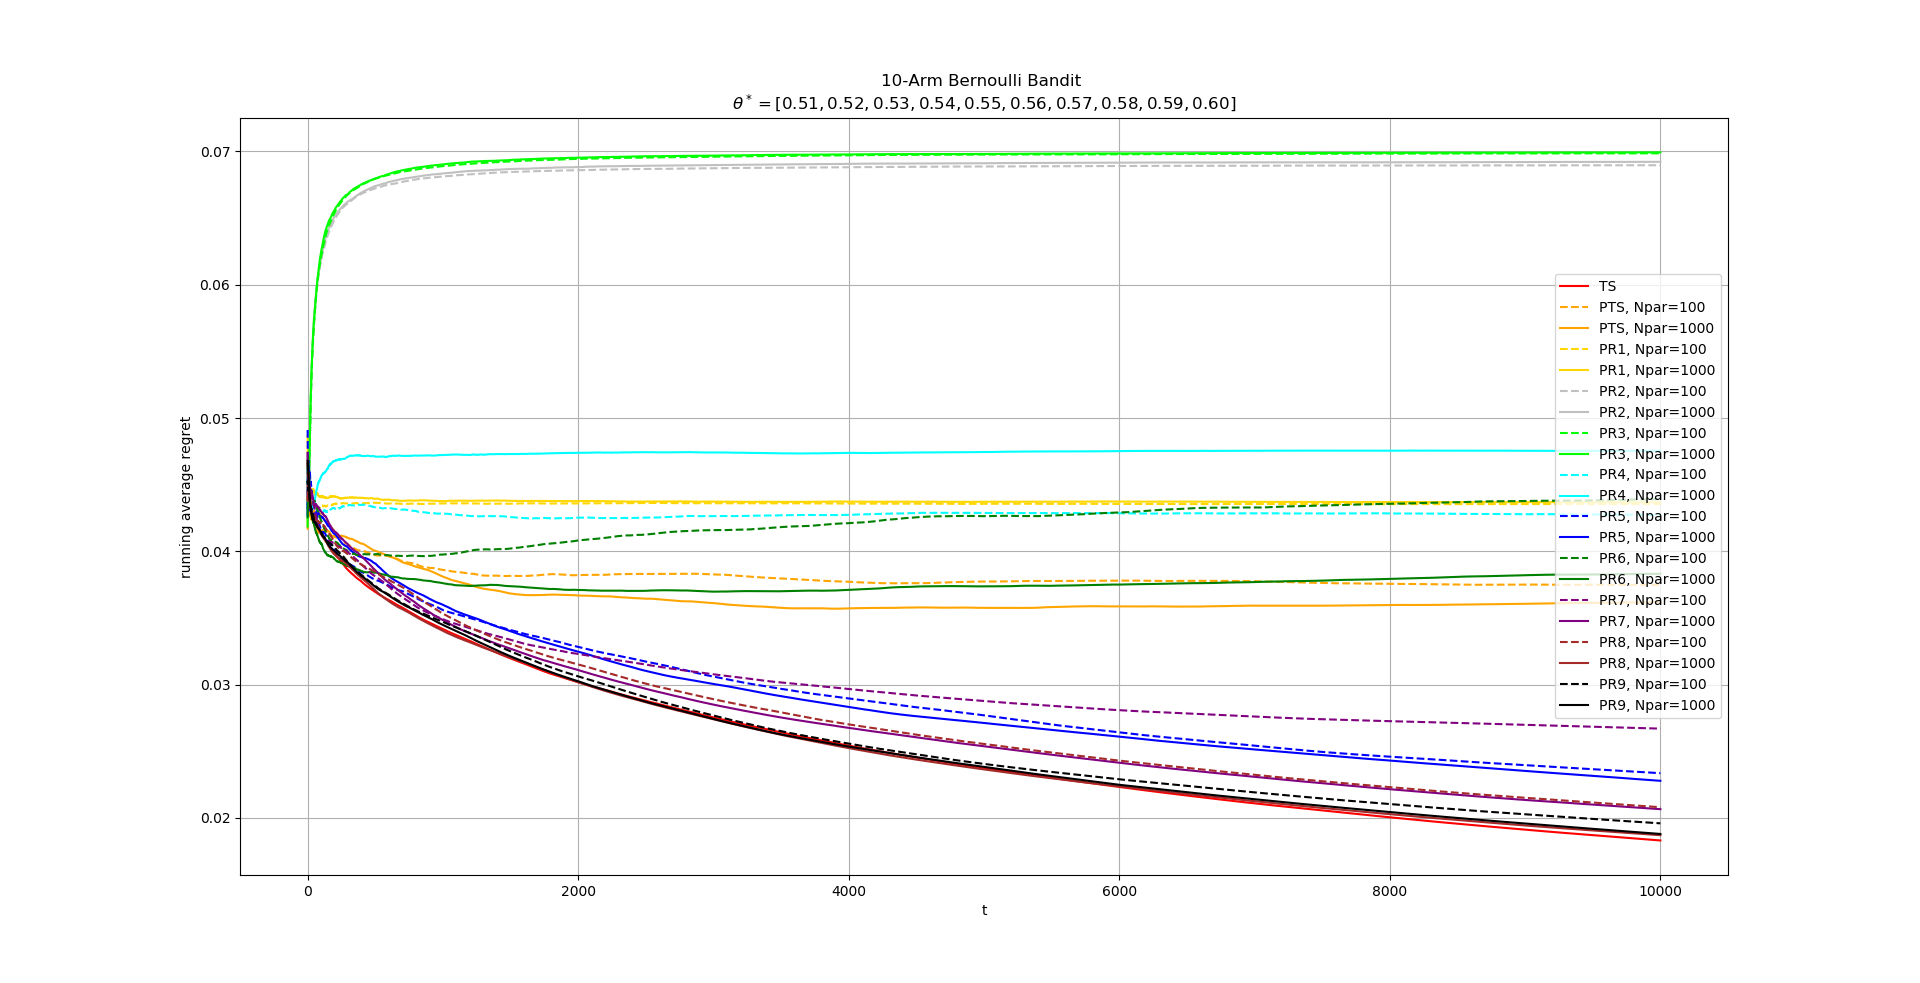 10-Arm Bernoulli Bandit
θ* = [0.51, 0.52, 0.53, 0.54, 0.55, 0.56, 0.57, 0.58, 0.59, 0.60]
running average regret
0.07
0.06
0.05
0.04
0.03
0.02
TS
PTS, Npar=100
PTS, Npar=1000
PR1, Npar=100
PR1, Npar=1000
PR2, Npar=100
PR2, Npar=1000
PR3, Npar=100
PR3, Npar=1000
PR4, Npar=100
PR4, Npar=1000
PR5, Npar=100
PR5, Npar=1000
PR6, Npar=100
PR6, Npar=1000
PR7, Npar=100
PR7, Npar=1000
PR8, Npar=100
PR8, Npar=1000
PR9, Npar=100
PR9, Npar=1000
0 2000 4000 6000 8000 10000
t